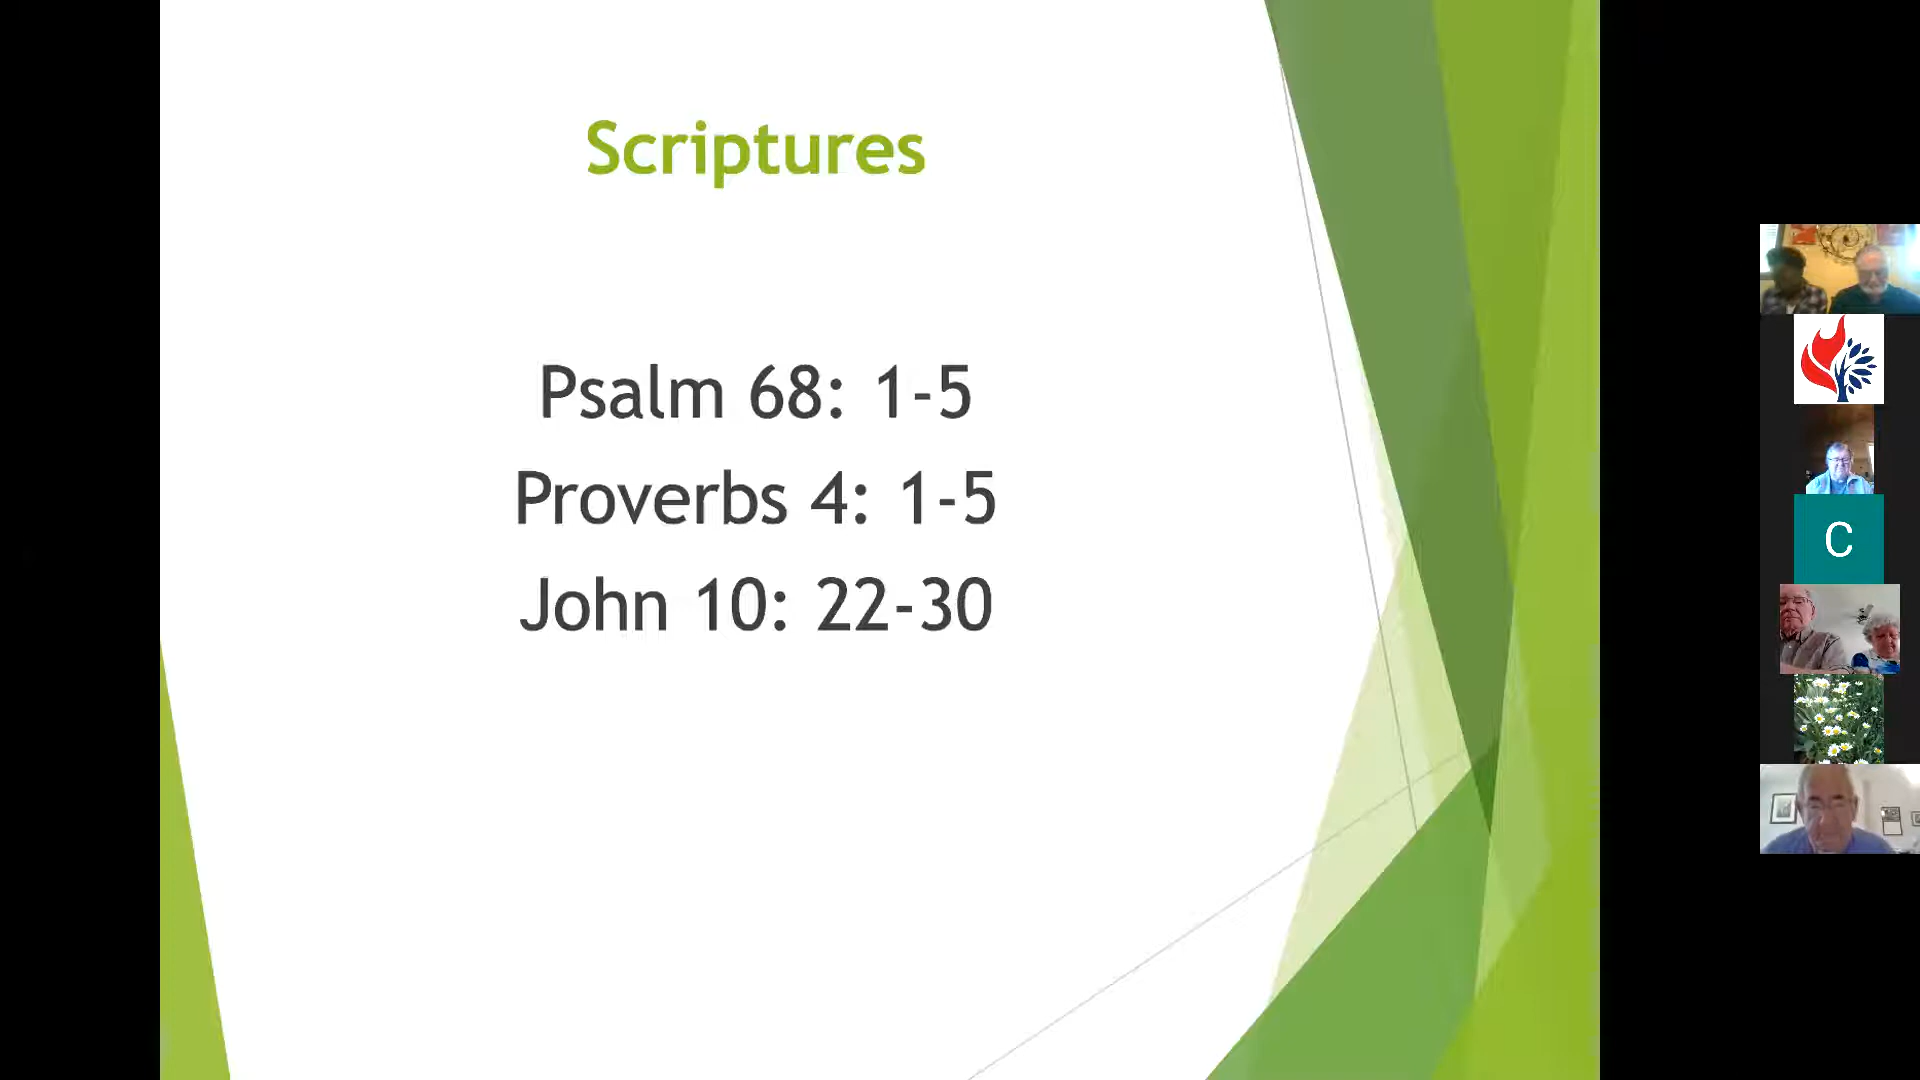 Scriptures
Psalm 68: 1-5
Proverbs 4: 1-5
John 10: 22-30
C